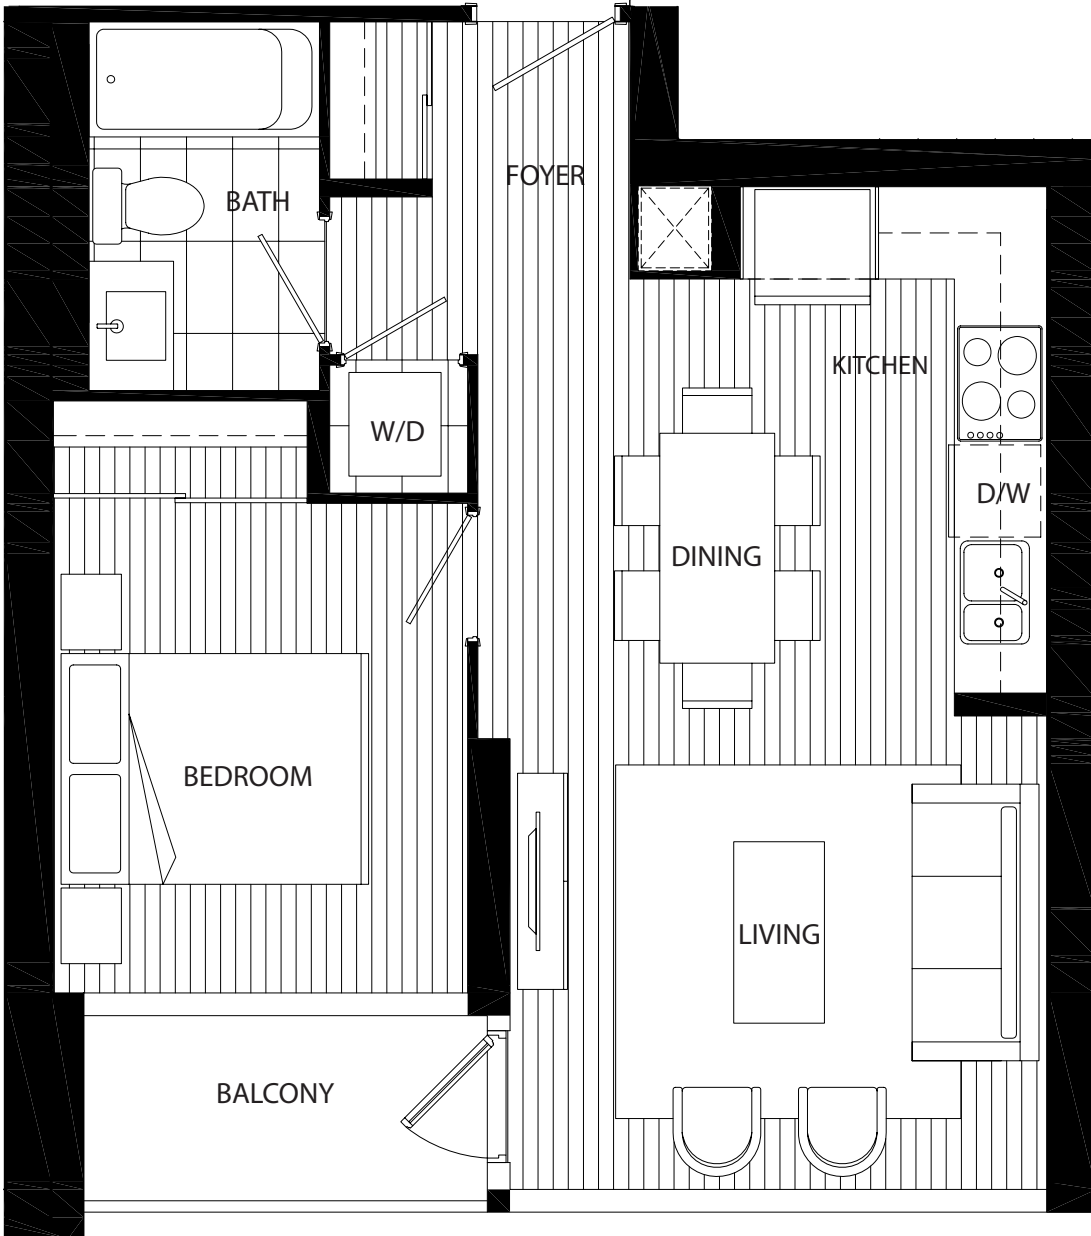 FOYER
BATH
KITCHEN
W/D
D/W
DINING
BEDROOM
LIVING
BALCONY